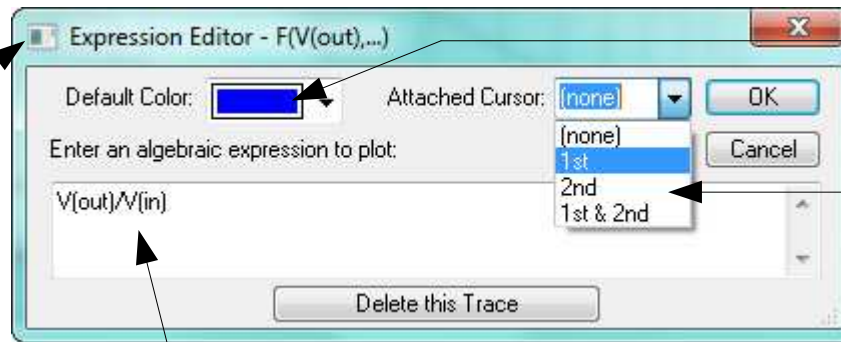 Expression Editor - F(V(out),...)
Default Color: Attached Cursor: (none) OK
(none)
Enter an algebraic expression to plot: Cancel
1st
2nd
V(out)/V(in)
1st & 2nd
Delete this Trace